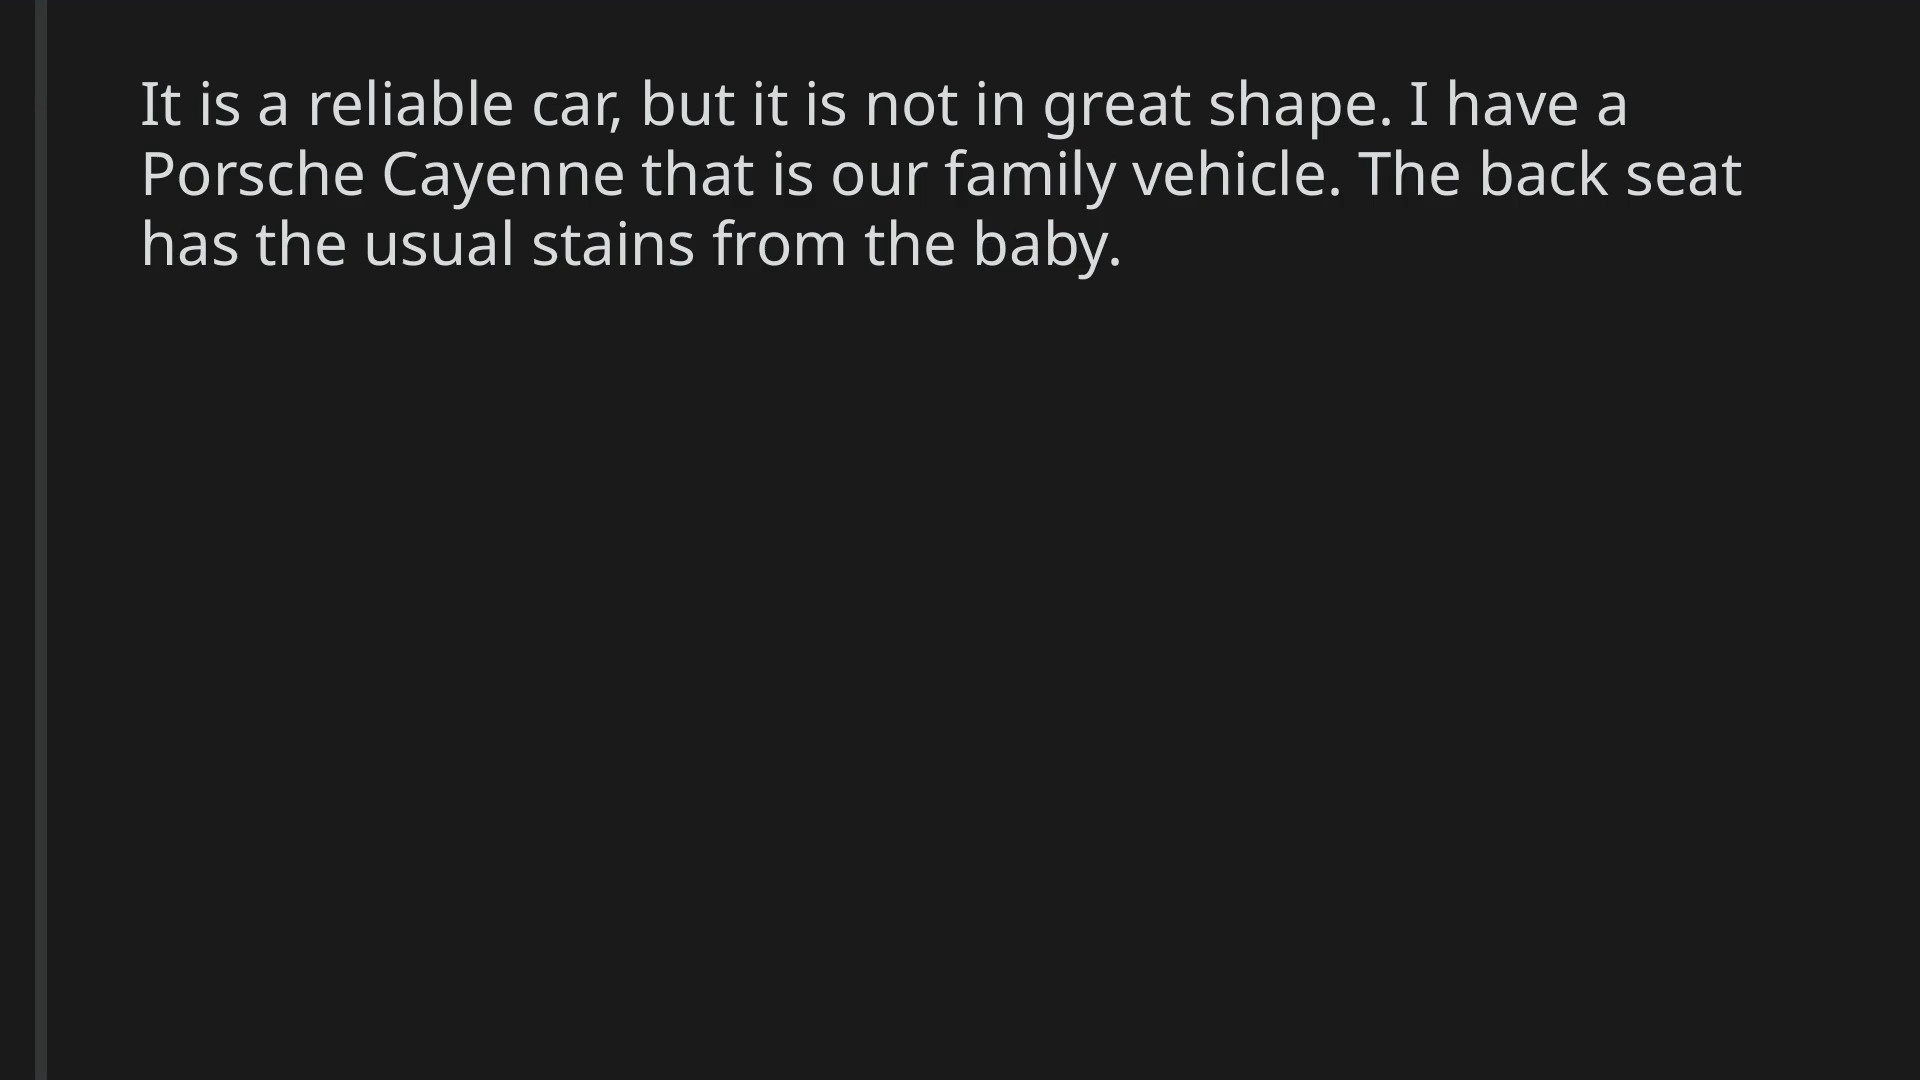 It is a reliable car, but it is not in great shape. I have a
Porsche Cayenne that is our family vehicle. The back seat
has the usual stains from the baby.